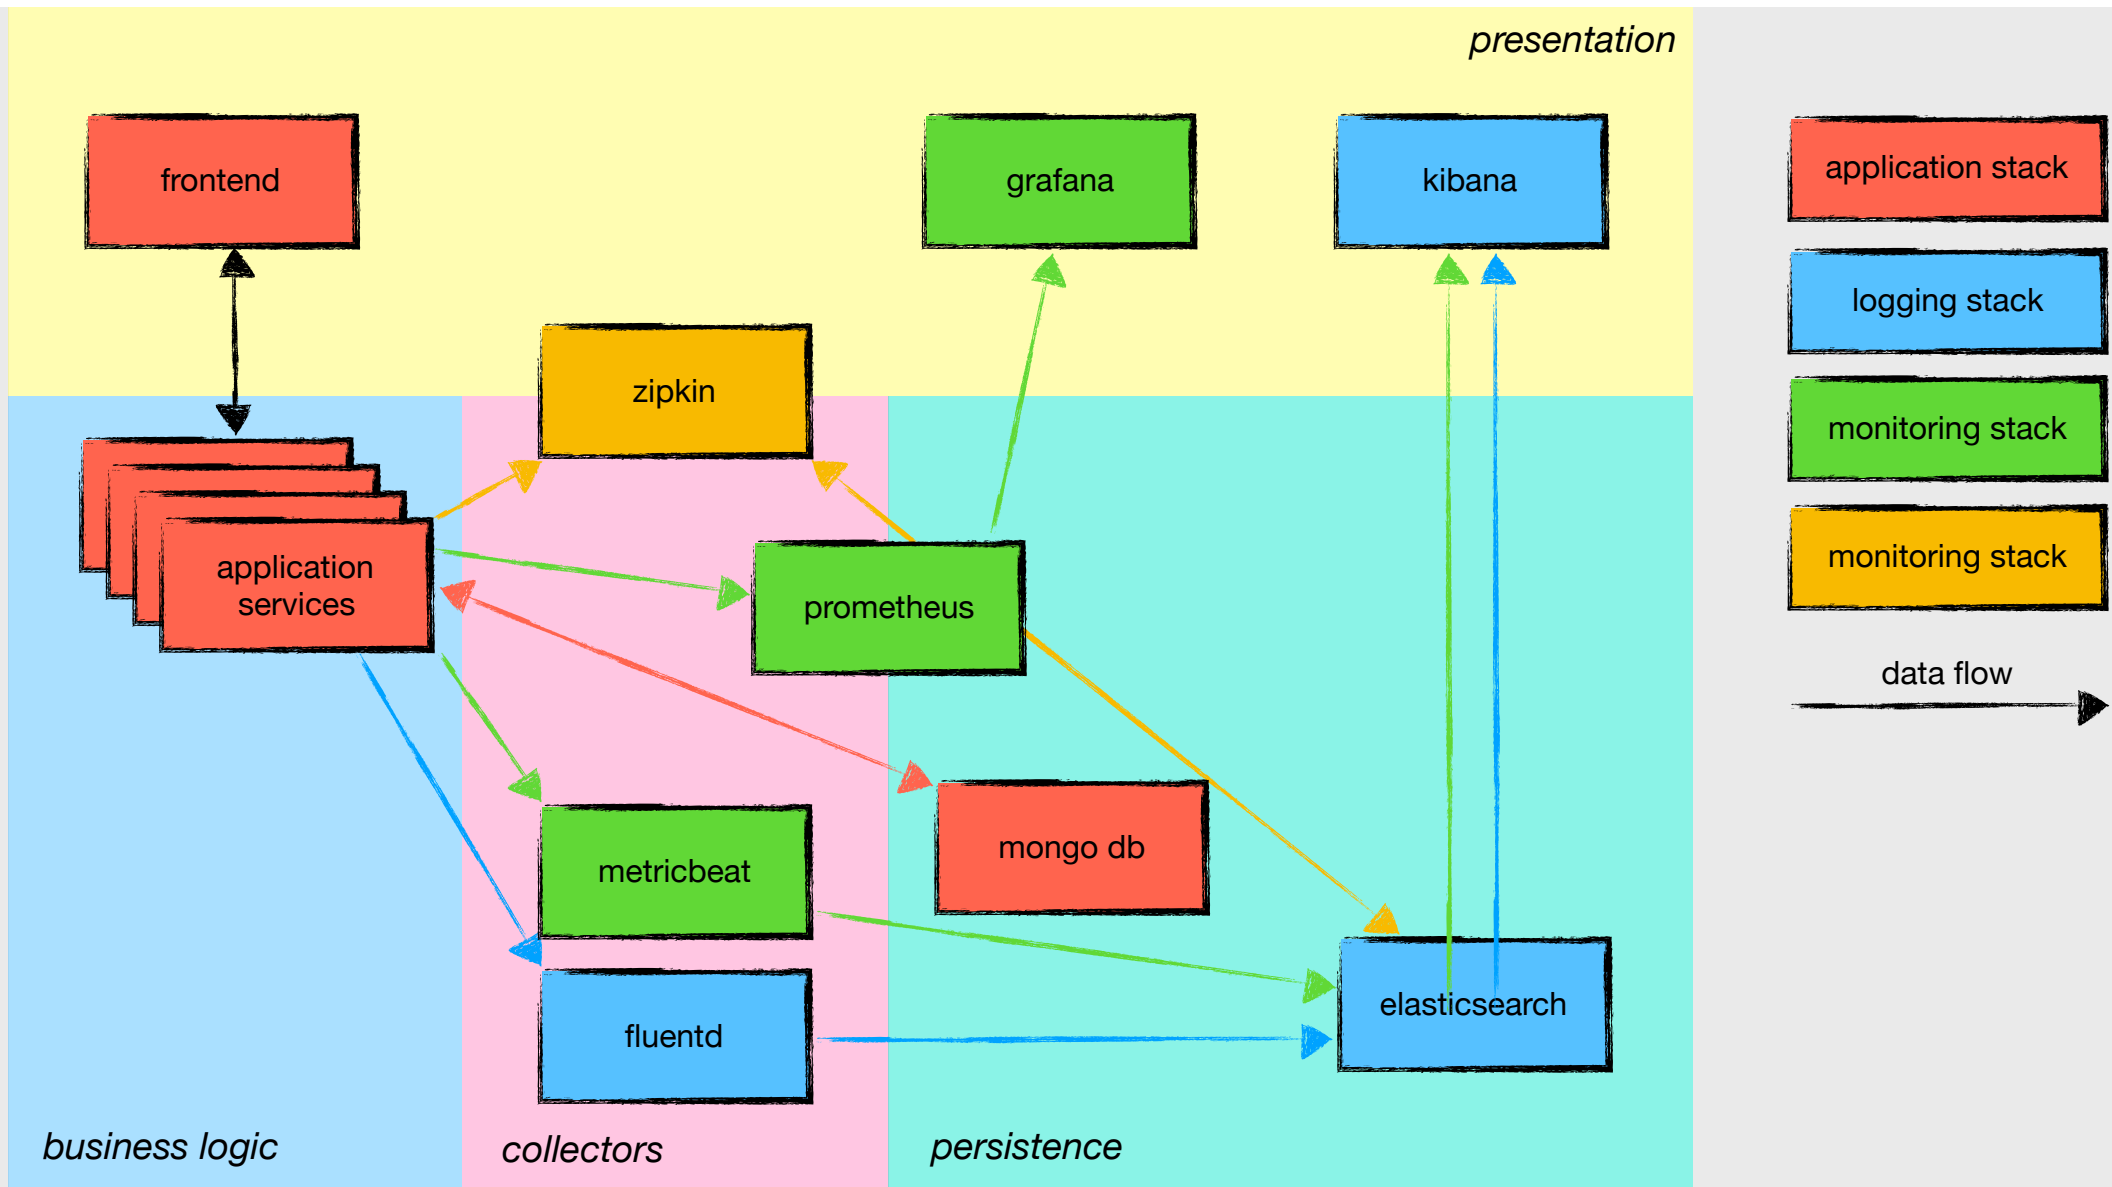 presentation
frontend
grafana
kibana
zipkin
application
services
prometheus
metricbeat
mongo db
fluentd
elasticsearch
business logic
collectors
persistence
application stack
logging stack
monitoring stack
monitoring stack
data flow